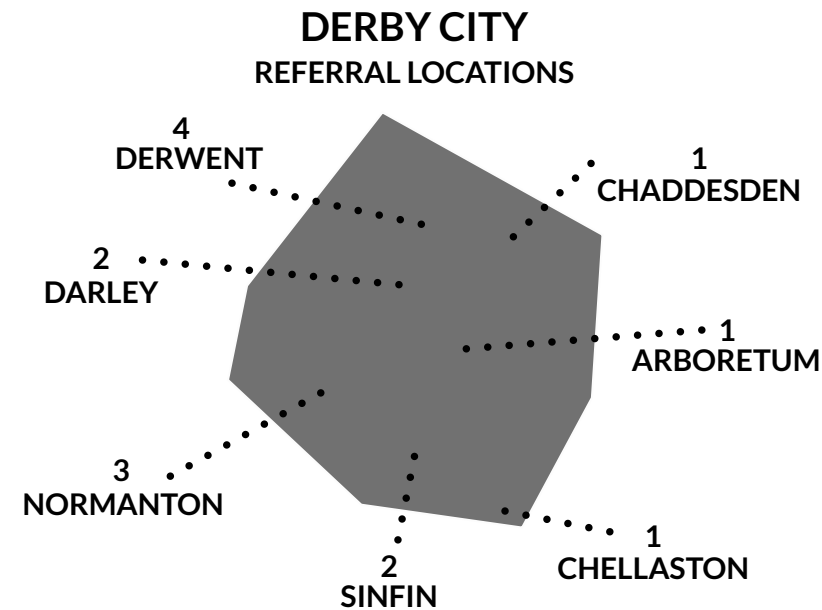 DERBY CITY
REFERRAL LOCATIONS
4
DERWENT
1
CHADDESDEN
2
DARLEY
1
ARBORETUM
3
NORMANTON
1
CHELLASTON
2
SINFIN